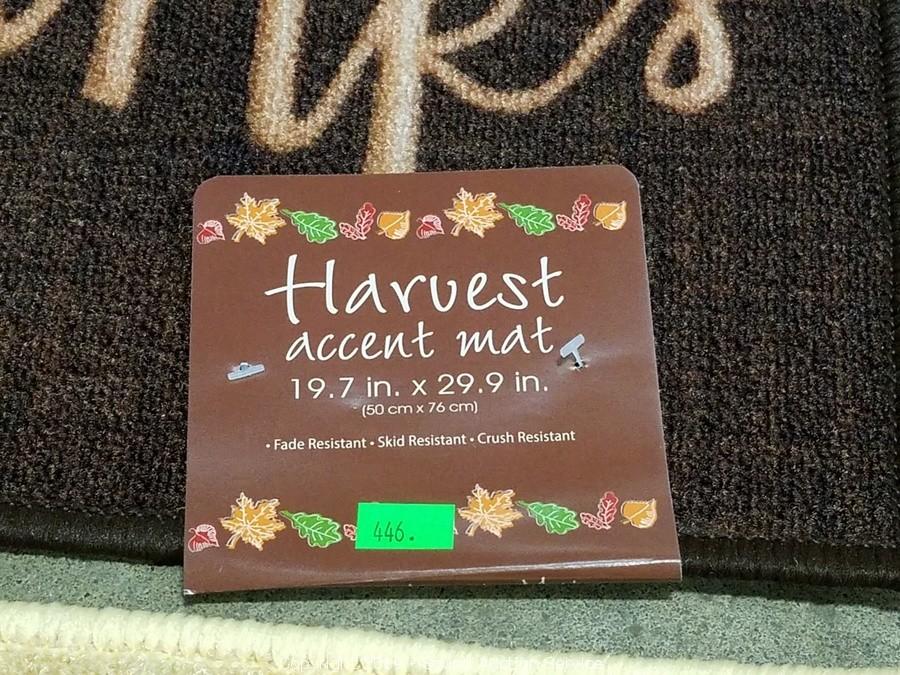 Harvest
accent mat
19.7 in. x 29.9 in.
(50 cm x 76 cm)
• Fade Resistant • Skid Resistant • Crush Resistant
446.